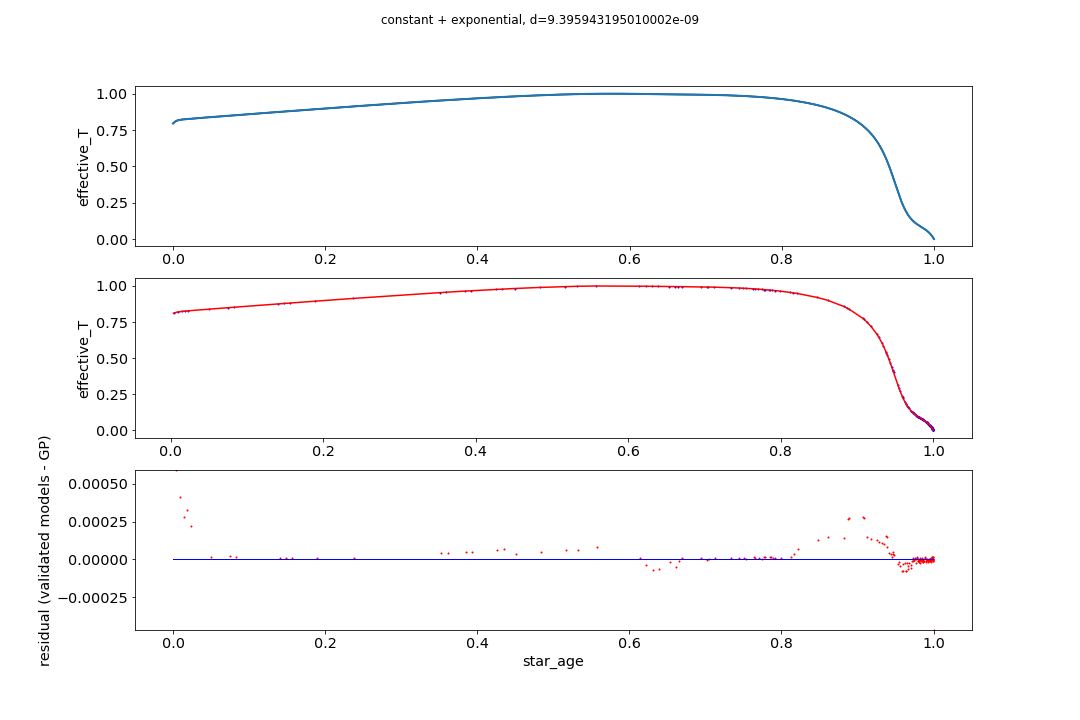 constant + exponential, d=9.395943195010002e-09
effective_T
1.00
0.75
0.50
0.25
0.00
0.0 0.2 0.4 0.6 0.8 1.0
effective_T
1.00
0.75
0.50
0.25
0.00
0.0 0.2 0.4 0.6 0.8 1.0
residual (validated models - GP)
0.00050
0.00025
0.00000
−0.00025
0.0 0.2 0.4 0.6 0.8 1.0
star_age